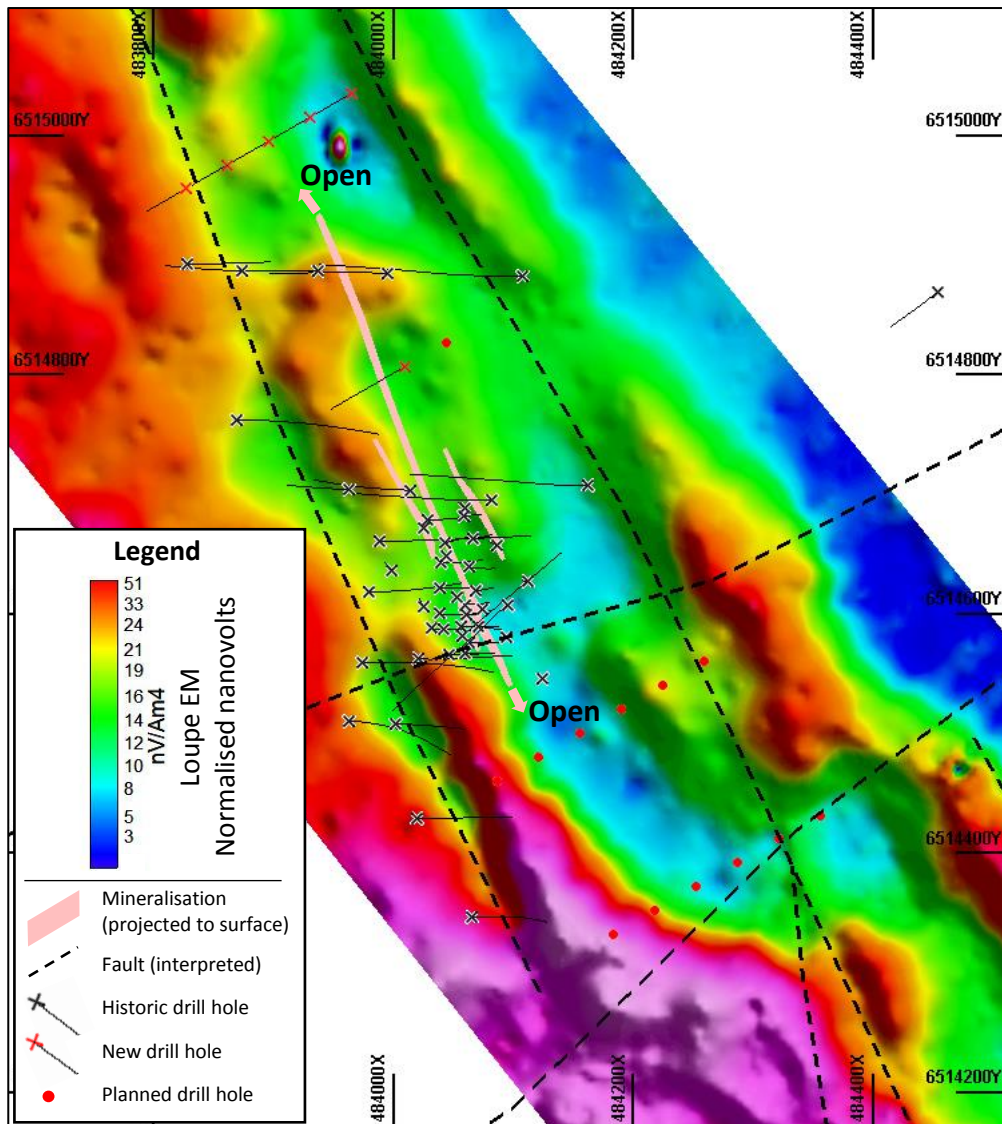 483800X
484000X
484200X
484400X
6515000Y
6515000Y
Open
6514800Y
6514800Y
6514600Y
Open
6514400Y
6514200Y
484000X
484200X
484400X
Legend
51
33
24
21
19
16
14
12
10
8
5
3
nV/Am4
Loupe EM
Normalised nanovolts
Mineralisation
(projected to surface)
Fault (interpreted)
Historic drill hole
New drill hole
Planned drill hole